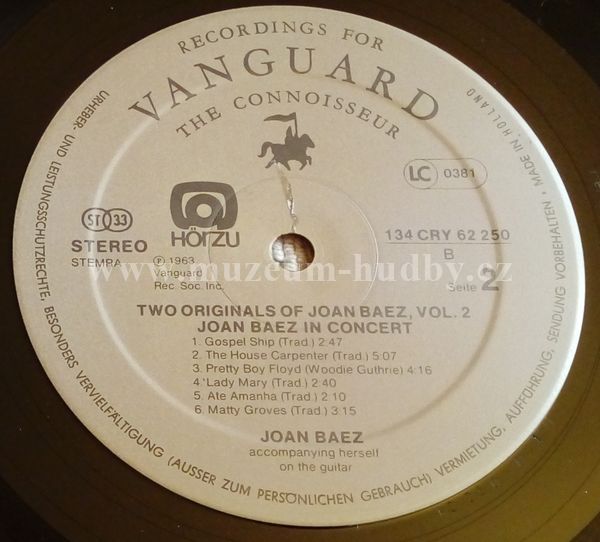 RECORDINGS FOR
VANGUARD
THE CONNOISSEUR
LC 0381
ST 33
STEREO
STEMRA
HÖRZU
134 CRY 62 250
B
Seite 2
℗ 1963
Vanguard
Rec. Soc. Inc.
www.muzeum-hudby.cz
TWO ORIGINALS OF JOAN BAEZ, VOL. 2
JOAN BAEZ IN CONCERT
1. Gospel Ship (Trad.) 2:47
2. The House Carpenter (Trad.) 5:07
3. Pretty Boy Floyd (Woodie Guthrie) 4:16
4 'Lady Mary (Trad.) 2:40
5. Ate Amanha (Trad.) 2:10
6. Matty Groves (Trad.) 3:15
JOAN BAEZ
accompanying herself
on the guitar
URHEBER- UND LEISTUNGSSCHUTZRECHTE, BESONDERS VERVIELFÄLTIGUNG (AUSSER ZUM PERSÖNLICHEN GEBRAUCH) VERMIETUNG, AUFFÜHRUNG, SENDUNG VORBEHALTEN • MADE IN HOLLAND